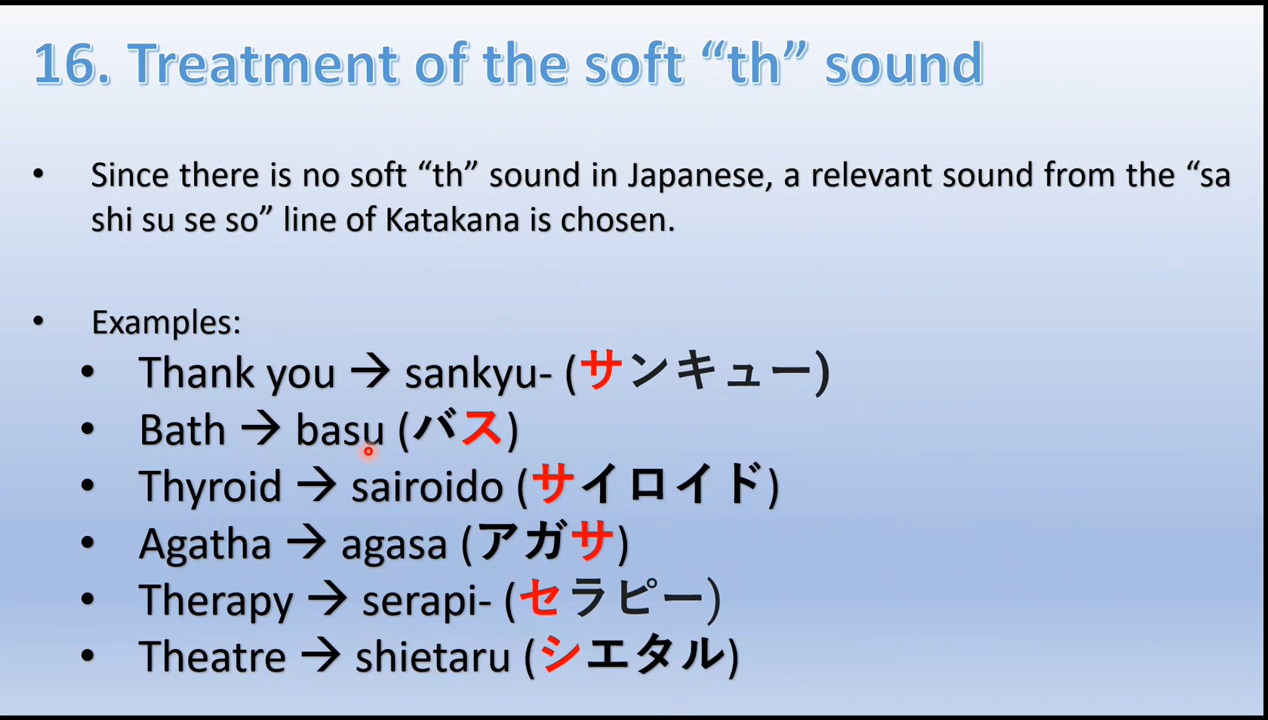 16. Treatment of the soft “th” sound
• Since there is no soft “th” sound in Japanese, a relevant sound from the “sa
shi su se so” line of Katakana is chosen.
• Examples:
• Thank you → sankyu- (サンキュー)
• Bath → basu (バス)
• Thyroid → sairoido (サイロイド)
• Agatha → agasa (アガサ)
• Therapy → serapi- (セラピー)
• Theatre → shietaru (シエタル)